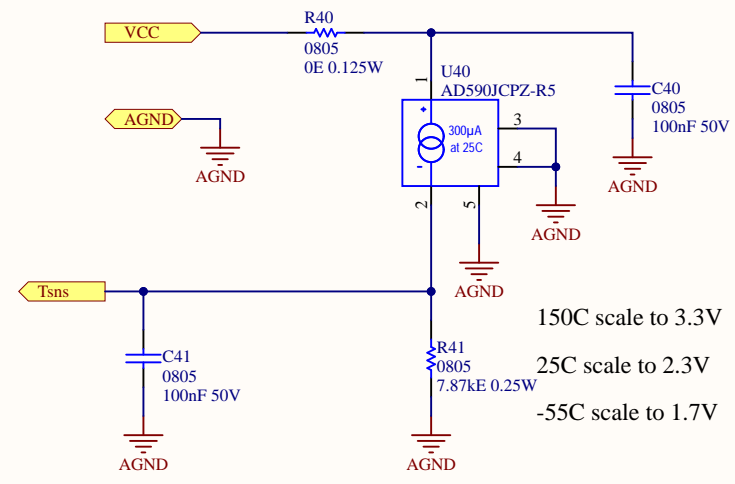 R40
VCC
0805
0E 0.125W
U40
AD590JCPZ-R5
1
C40
0805
100nF 50V
AGND
300µA
at 25C
+
-
3
4
AGND
AGND
AGND
2
5
AGND
Tsns
150C scale to 3.3V
C41
0805
100nF 50V
R41
0805
7.87kE 0.25W
25C scale to 2.3V
-55C scale to 1.7V
AGND
AGND